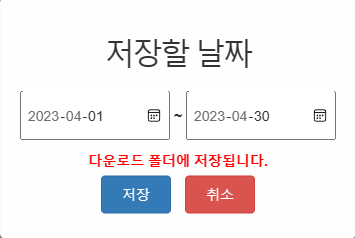 저장할 날짜
2023-04-01 ~ 2023-04-30
다운로드 폴더에 저장됩니다.
저장 취소